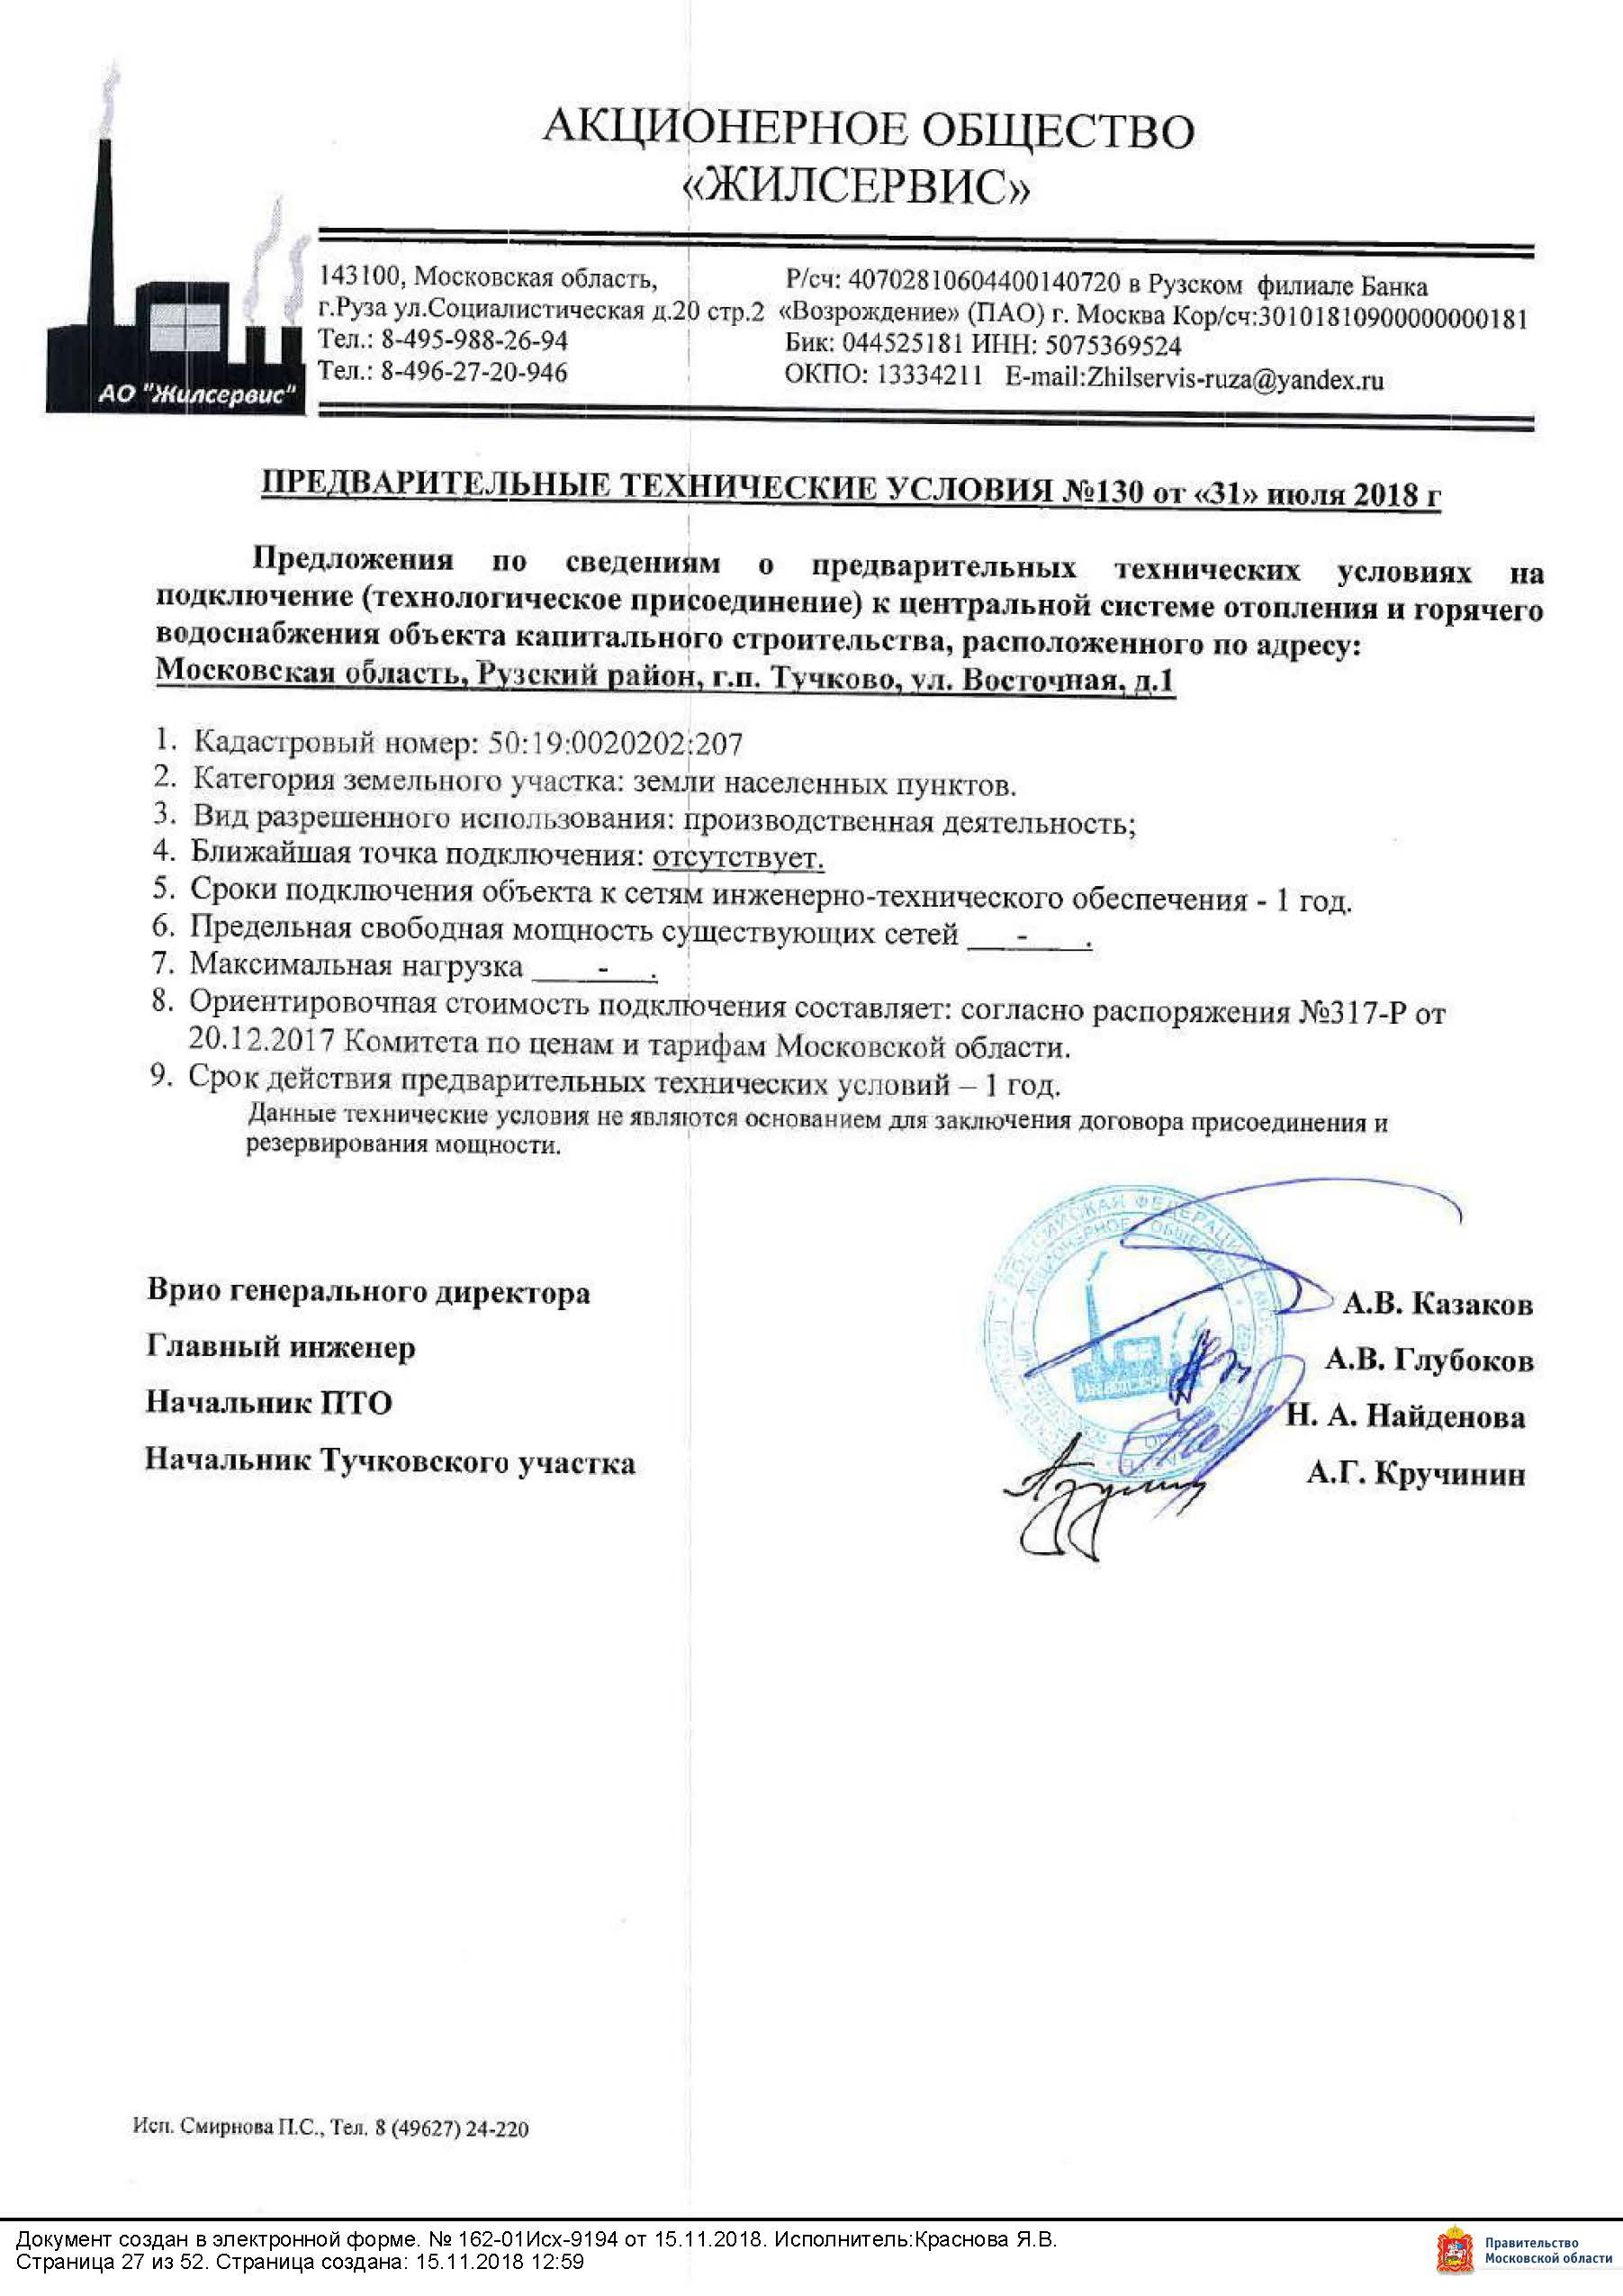 АКЦИОНЕРНОЕ ОБЩЕСТВО
«ЖИЛСЕРВИС»
АО "Жилсервис"
143100, Московская область,
г.Руза ул.Социалистическая д.20 стр.2
Тел.: 8-495-988-26-94
Тел.: 8-496-27-20-946
Р/сч: 40702810604400140720 в Рузском филиале Банка
«Возрождение» (ПАО) г. Москва Кор/сч:30101810900000000181
Бик: 044525181 ИНН: 5075369524
ОКПО: 13334211 E-mail:Zhilservis-ruza@yandex.ru
ПРЕДВАРИТЕЛЬНЫЕ ТЕХНИЧЕСКИЕ УСЛОВИЯ №130 от «31» июля 2018 г
Предложения по сведениям о предварительных технических условиях на
подключение (технологическое присоединение) к центральной системе отопления и горячего
водоснабжения объекта капитального строительства, расположенного по адресу:
Московская область, Рузский район, г.п. Тучково, ул. Восточная, д.1
1. Кадастровый номер: 50:19:0020202:207
2. Категория земельного участка: земли населенных пунктов.
3. Вид разрешенного использования: производственная деятельность;
4. Ближайшая точка подключения: отсутствует.
5. Сроки подключения объекта к сетям инженерно-технического обеспечения - 1 год.
6. Предельная свободная мощность существующих сетей ___-___.
7. Максимальная нагрузка ___-___.
8. Ориентировочная стоимость подключения составляет: согласно распоряжения №317-Р от
20.12.2017 Комитета по ценам и тарифам Московской области.
9. Срок действия предварительных технических условий – 1 год.
Данные технические условия не являются основанием для заключения договора присоединения и
резервирования мощности.
Врио генерального директора А.В. Казаков
Главный инженер А.В. Глубоков
Начальник ПТО Н. А. Найденова
Начальник Тучковского участка А.Г. Кручинин
Исп. Смирнова П.С., Тел. 8 (49627) 24-220
Документ создан в электронной форме. № 162-01Исх-9194 от 15.11.2018. Исполнитель:Краснова Я.В.
Страница 27 из 52. Страница создана: 15.11.2018 12:59
Правительство
Московской области